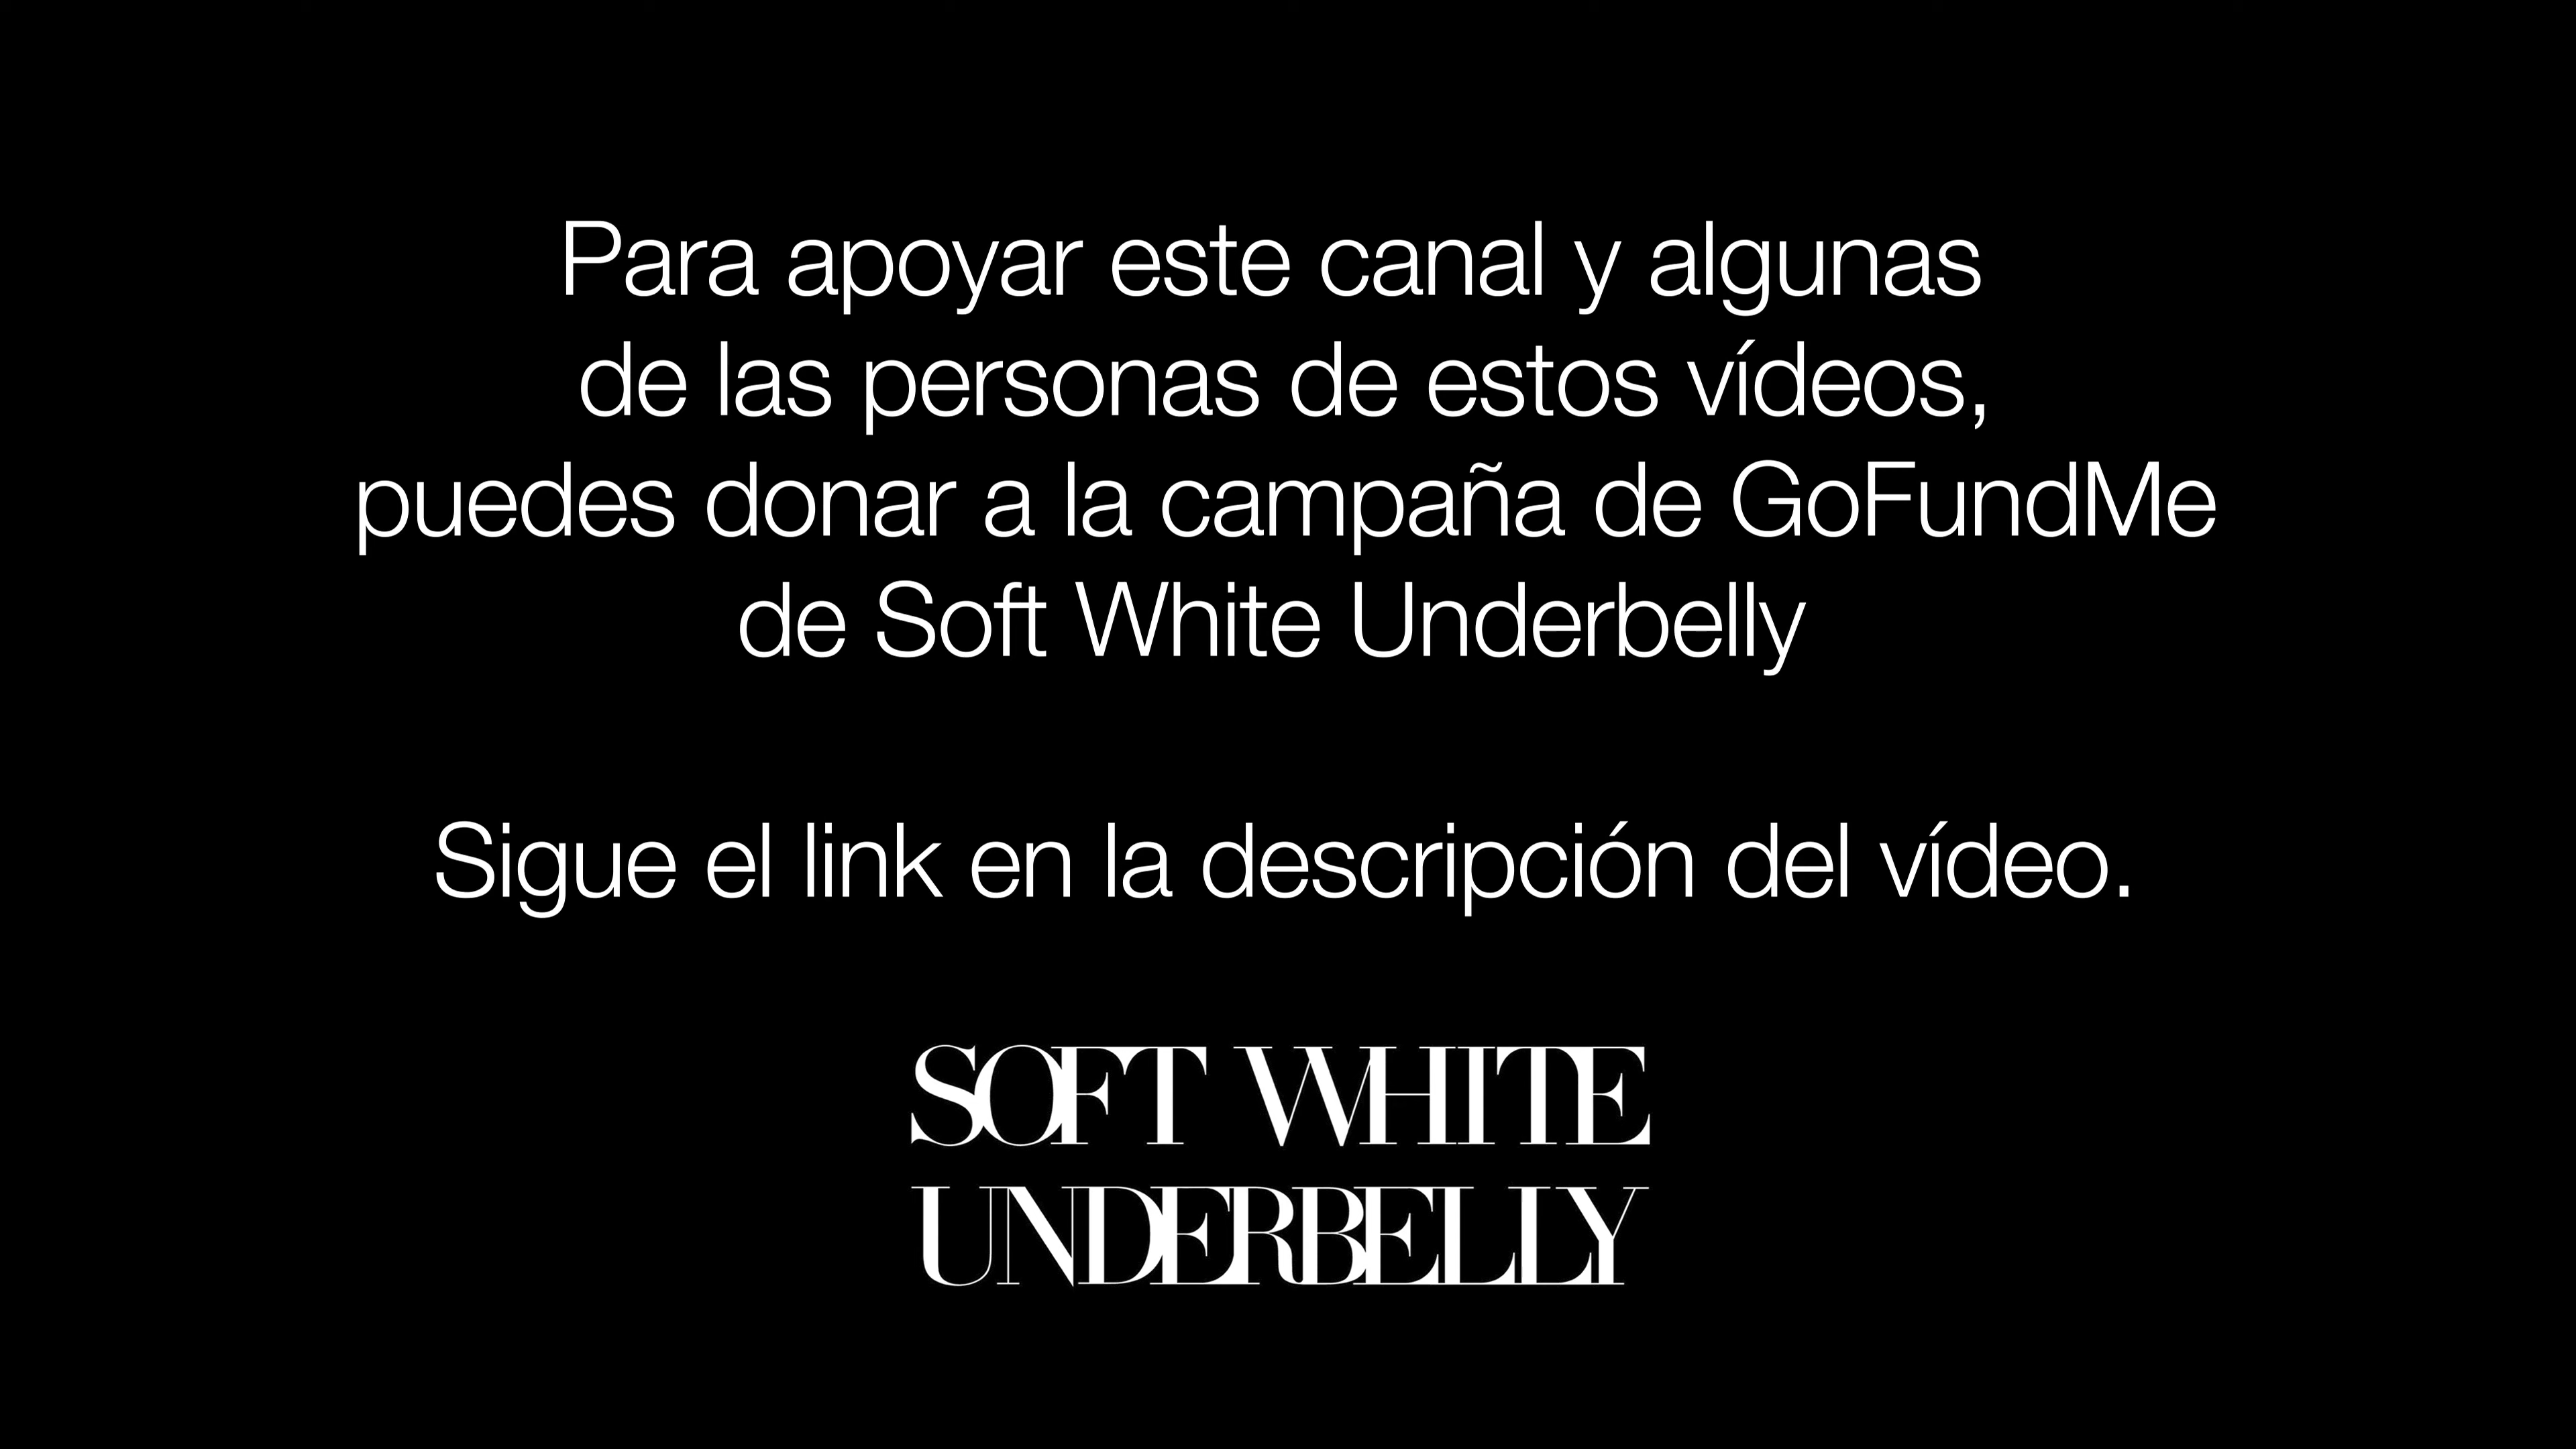 Para apoyar este canal y algunas
de las personas de estos vídeos,
puedes donar a la campaña de GoFundMe
de Soft White Underbelly
Sigue el link en la descripción del vídeo.
SOFT WHITE
UNDERBELLY